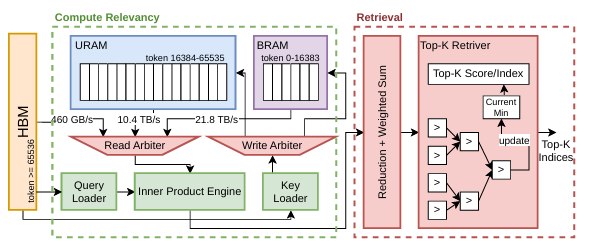 Compute Relevancy
Retrieval
HBM
token >= 65536
URAM
token 16384-65535
BRAM
token 0-16383
460 GB/s
10.4 TB/s
21.8 TB/s
Read Arbiter
Write Arbiter
Query
Loader
Inner Product Engine
Key
Loader
Reduction + Weighted Sum
Top-K Retriver
Top-K Score/Index
Current
Min
update
>
>
>
>
>
>
>
Top-K
Indices